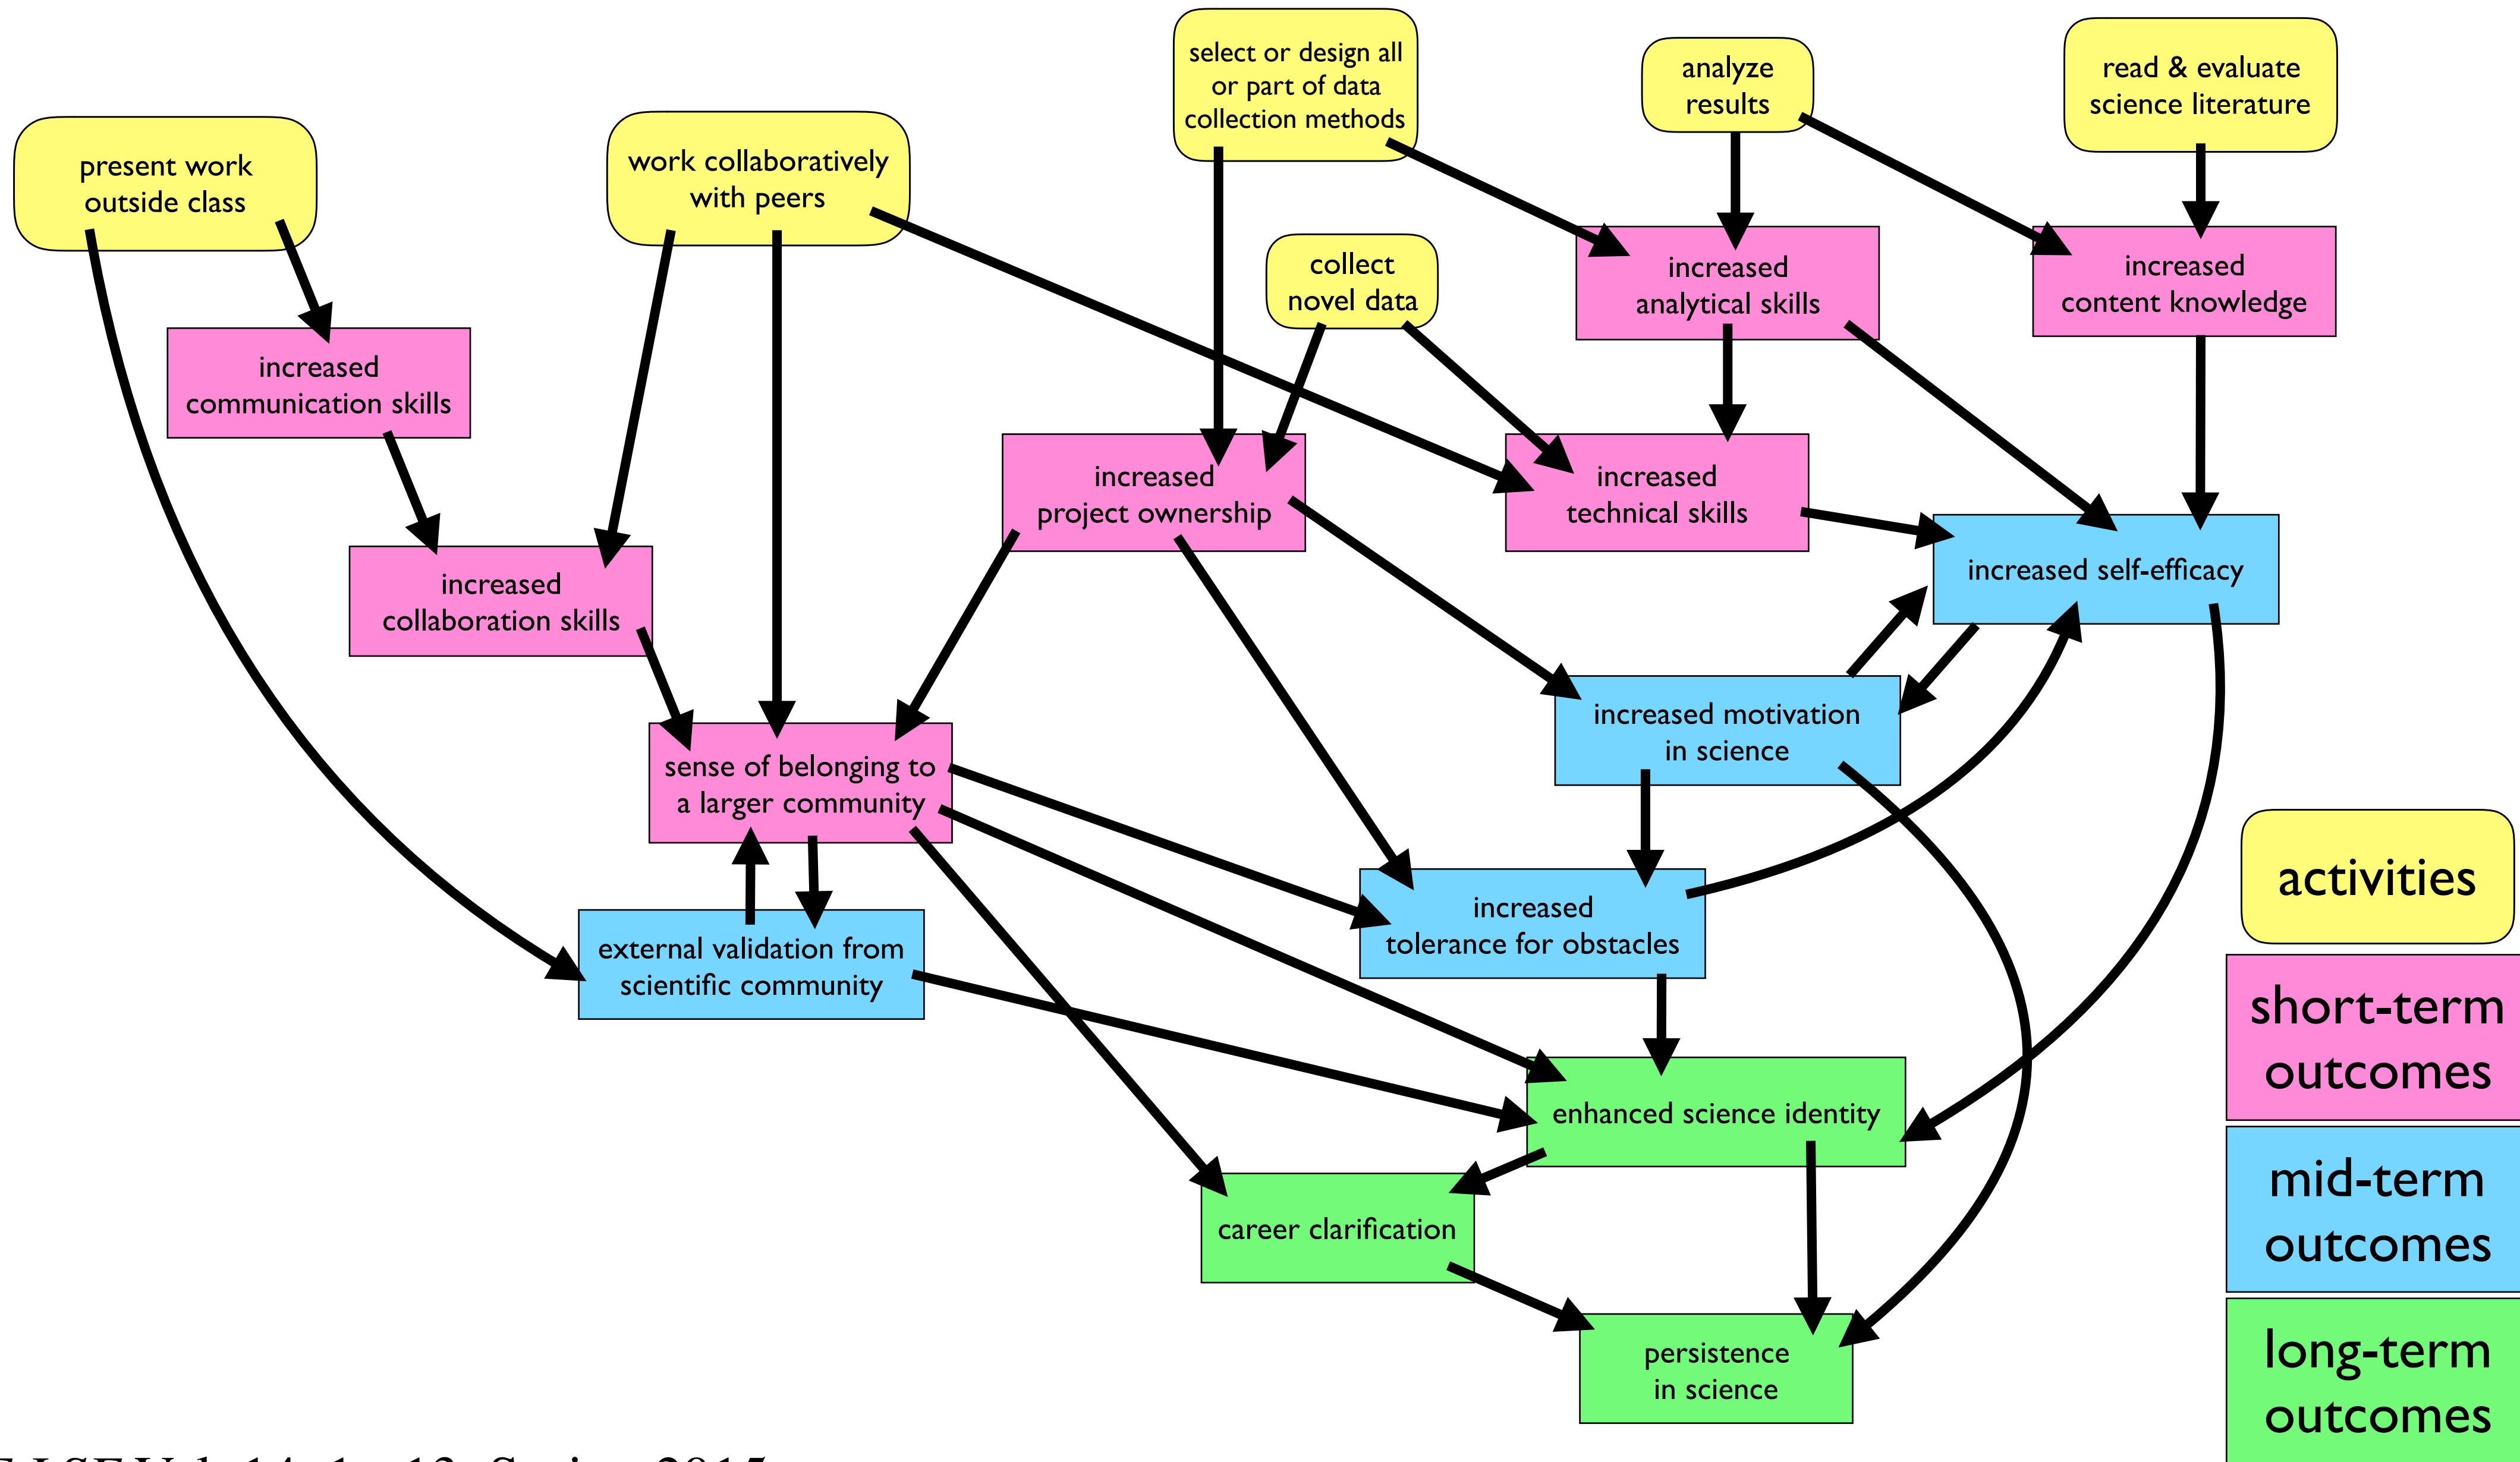 select or design all
or part of data
collection methods
analyze
results
read & evaluate
science literature
present work
outside class
work collaboratively
with peers
collect
novel data
increased
analytical skills
increased
content knowledge
increased
communication skills
increased
project ownership
increased
technical skills
increased
collaboration skills
increased self-efficacy
increased motivation
in science
sense of belonging to
a larger community
increased
tolerance for obstacles
external validation from
scientific community
enhanced science identity
career clarification
persistence
in science
activities
short-term
outcomes
mid-term
outcomes
long-term
outcomes